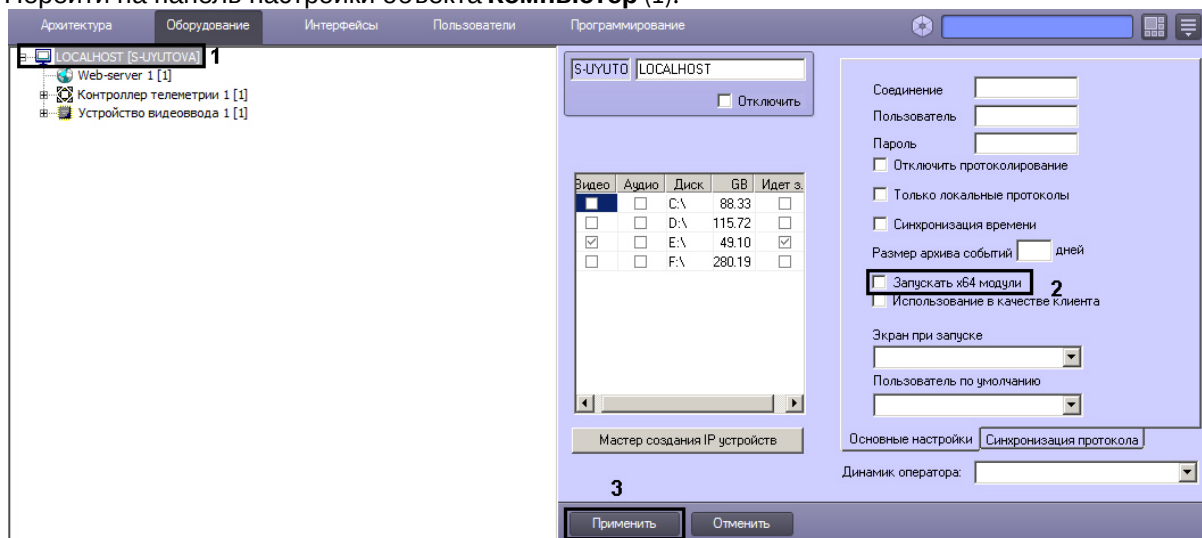 Перейти на панель настройки объекта Компьютер (1).
Архитектура Оборудование Интерфейсы Пользователи Программирование
LOCALHOST [S-UYUTOVA] 1
Web-server 1 [1]
Контроллер телеметрии 1 [1]
Устройство видеоввода 1 [1]
S-UYUTO LOCALHOST
Отключить
Видео Аудио Диск GB Идет з.
C:\ 88.33
D:\ 115.72
E:\ 49.10
F:\ 280.19
Мастер создания IP устройств
Соединение
Пользователь
Пароль
Отключить протоколирование
Только локальные протоколы
Синхронизация времени
Размер архива событий дней
Запускать x64 модули 2
Использование в качестве клиента
Экран при запуске
Пользователь по умолчанию
Основные настройки Синхронизация протокола
Динамик оператора:
3
Применить Отменить